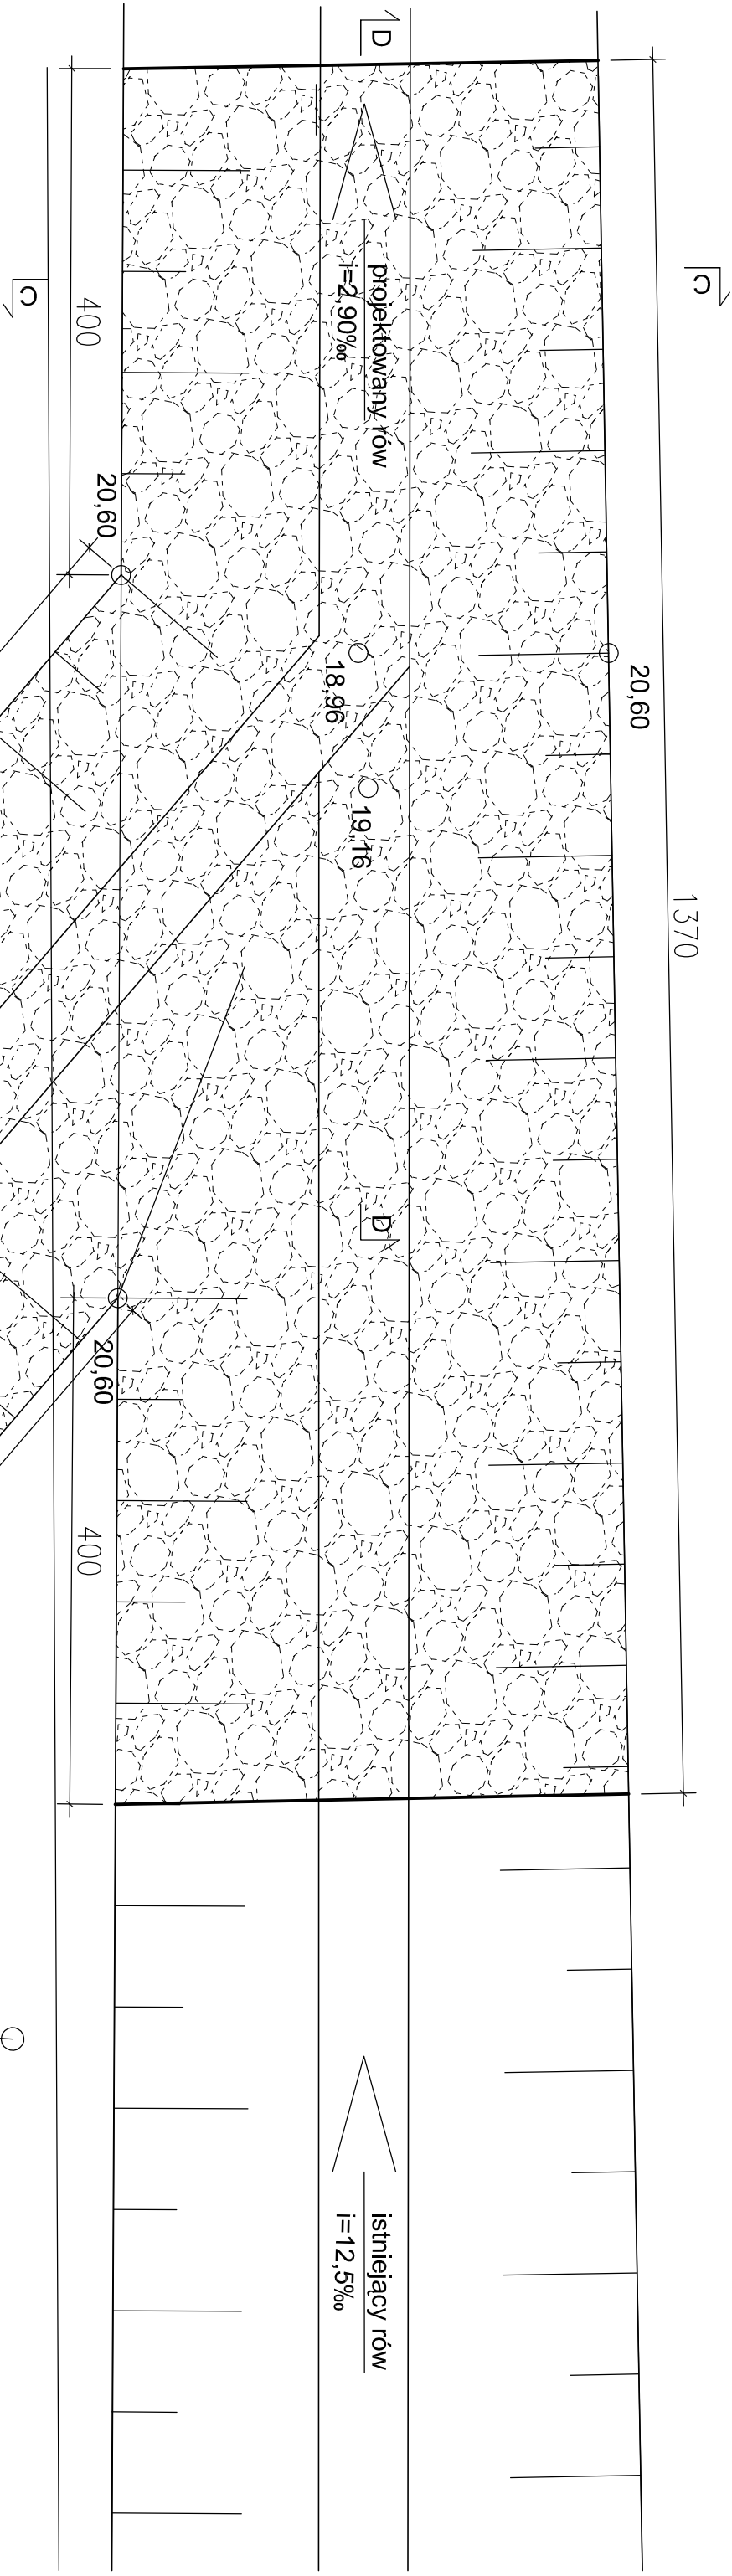 C
1370
20,60
D
projektowany rów
i=2,90‰
18,96
19,16
D
istniejący rów
i=12,5‰
20,60
20,60
400
400
C